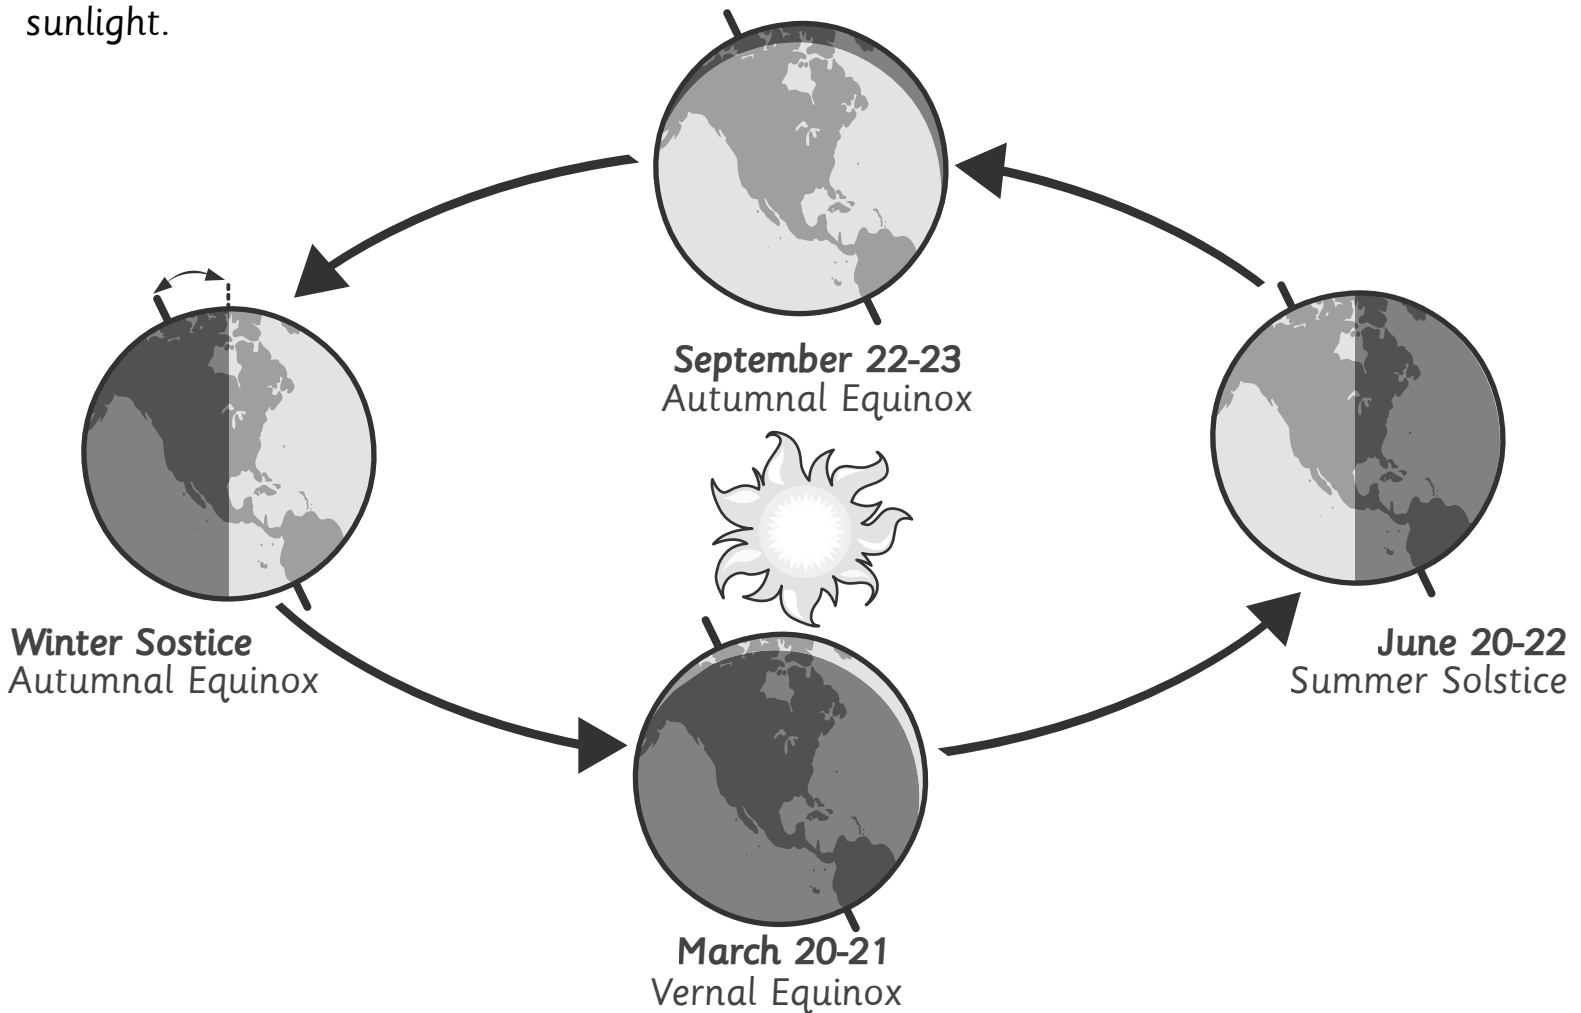 sunlight.
September 22-23
Autumnal Equinox
Winter Sostice
Autumnal Equinox
June 20-22
Summer Solstice
March 20-21
Vernal Equinox